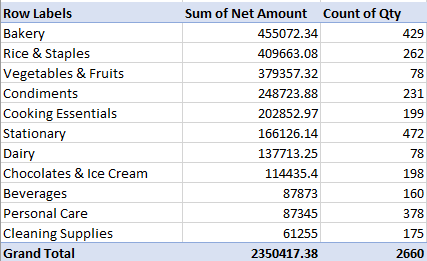 Row Labels Sum of Net Amount Count of Qty
Bakery 455072.34 429
Rice & Staples 409663.08 262
Vegetables & Fruits 379357.32 78
Condiments 248723.88 231
Cooking Essentials 202852.97 199
Stationary 166126.14 472
Dairy 137713.25 78
Chocolates & Ice Cream 114435.4 198
Beverages 87873 160
Personal Care 87345 378
Cleaning Supplies 61255 175
Grand Total 2350417.38 2660